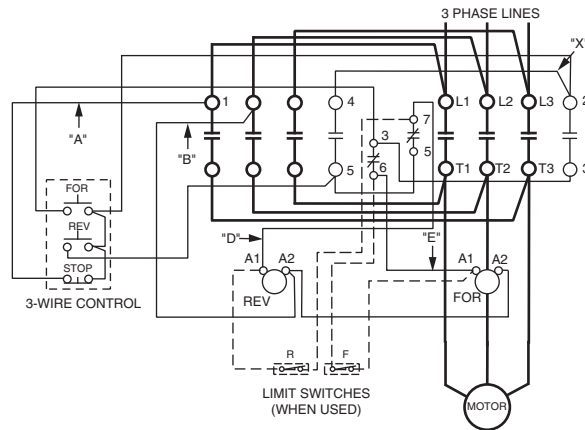 3 PHASE LINES
"X"
1
4
L1
L2
L3
2
"A"
"B"
3
7
5
6
5
T1
T2
T3
3
FOR
REV
STOP
3-WIRE CONTROL
"D"
"E"
A1
A2
REV
A1
A2
FOR
R
F
LIMIT SWITCHES
(WHEN USED)
MOTOR